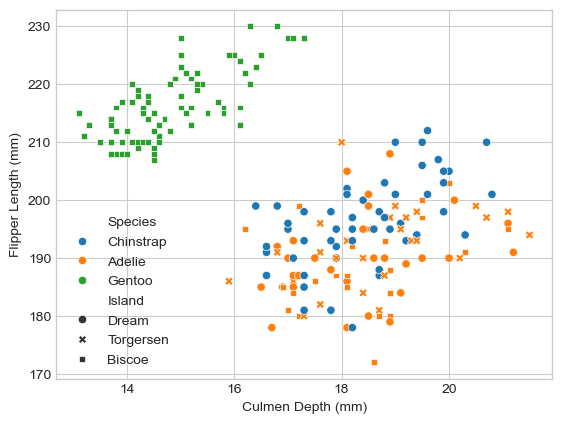 230
220
210
200
190
180
170
Flipper Length (mm)
Species
Chinstrap
Adelie
Gentoo
Island
Dream
Torgersen
Biscoe
14
16
18
20
Culmen Depth (mm)